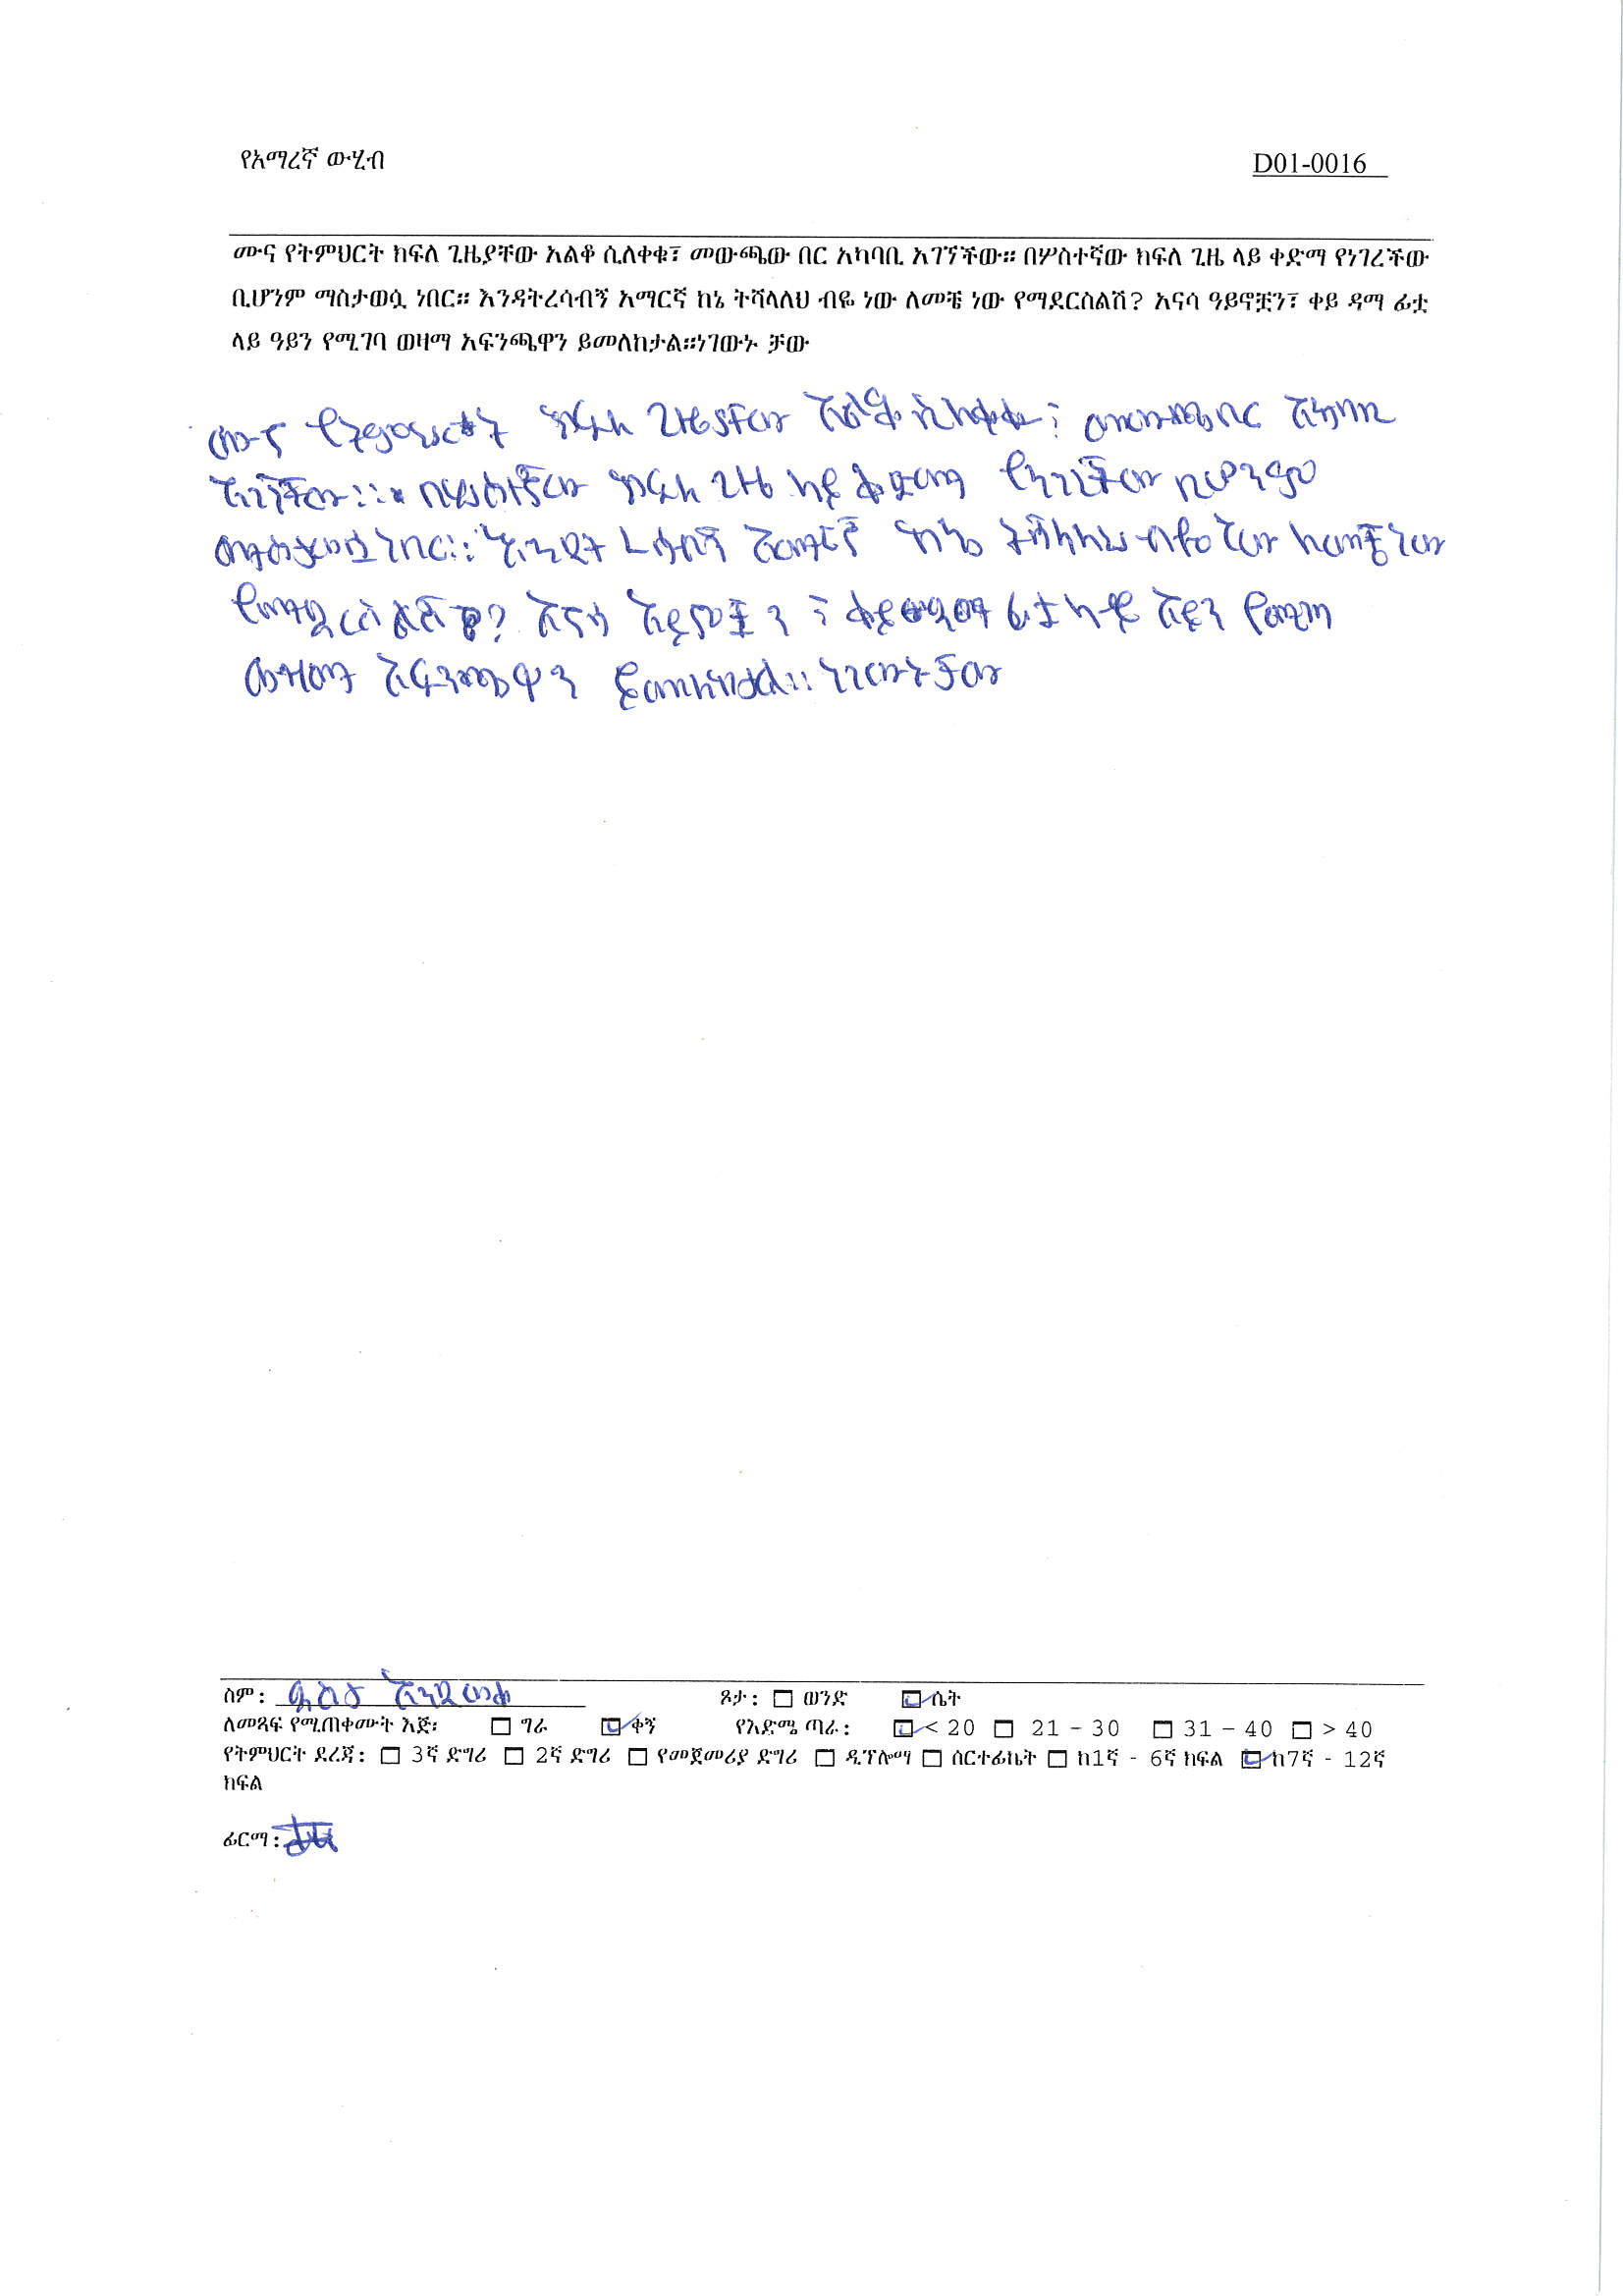 የአማረኛ ውሂብ D01-0016
ሙና የትምህርት ክፍለ ጊዜያቸው አልቆ ሲለቀቁ፣ መውጫው በር አካባቢ አገኘችው። በሦስተኛው ክፍለ ጊዜ ላይ ቀድማ የነገረችው
ቢሆንም ማስታወሷ ነበር። እንዳትረሳብኝ አማርኛ ከኔ ትሻላለህ ብዬ ነው ለመቼ ነው የማደርስልሽ? አናሳ ዓይኖቿን፣ ቀይ ዳማ ፊቷ
ላይ ዓይን የሚገባ ወዛማ አፍንጫዋን ይመለከታል።ነገውኑ ቻው
ሙና የትምህርት ክፍለ ጊዜያቸው አልቆ ሲለቀቁ፣ መውጫው በር አካባቢ
አገኘችው። በሦስተኛው ክፍለ ጊዜ ላይ ቀድማ የነገረችው ቢሆንም
ማስታወሷ ነበር። እንዳትረሳብኝ አማርኛ ከኔ ትሻላለህ ብዬ ነው ለመቼ ነው
የማደርስልሽ? አናሳ አይኖቿን፣ ቀይ ዳማ ፊቷ ላይ አይን የሚገባ
ወዛማ አፍንጫዋን ይመለከታል። ነገውኑ ቻው
ስም: ፋሲካ እንዳወቀ ጾታ: ወንድ ሴት
ለመጻፍ የሚጠቀሙት እጅ፡ ግራ ቀኝ የእድሜ ጣራ: < 20 21 – 30 31 – 40 > 40
የትምህርት ደረጃ: 3ኛ ድግሪ 2ኛ ድግሪ የመጀመሪያ ድግሪ ዲፕሎማ ሰርተፊኬት ከ1ኛ - 6ኛ ክፍል ከ7ኛ - 12ኛ
ክፍል
ፊርማ: